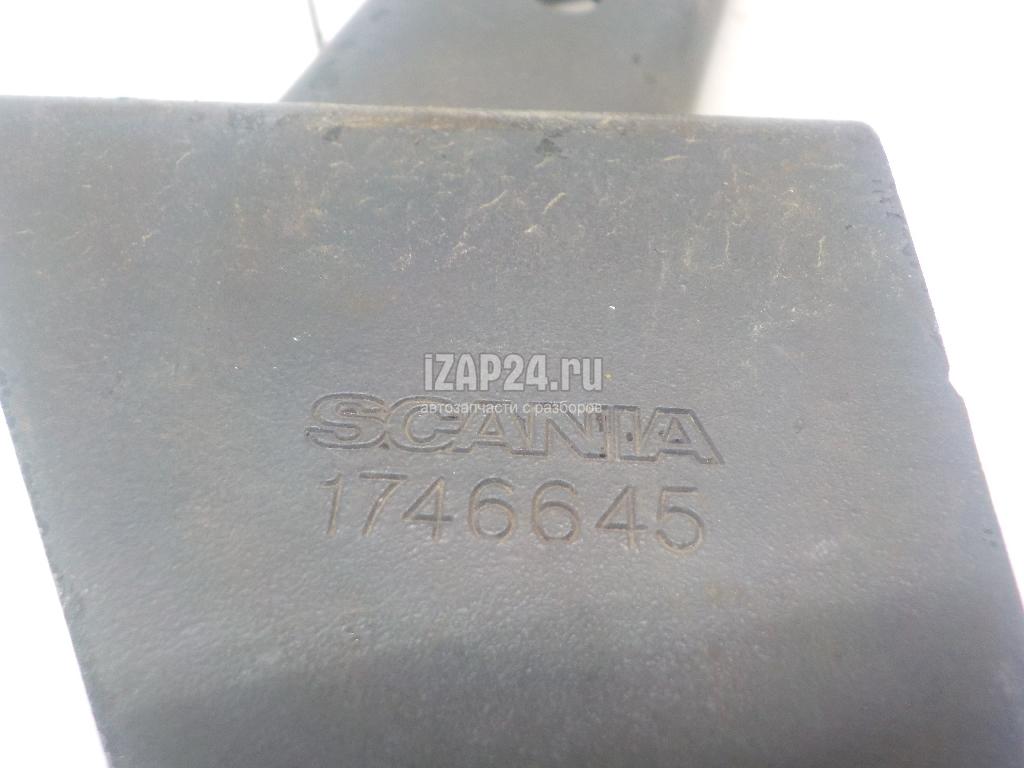 iZAP24.ru
автозапчасти с разборов
SCANIA
1746645